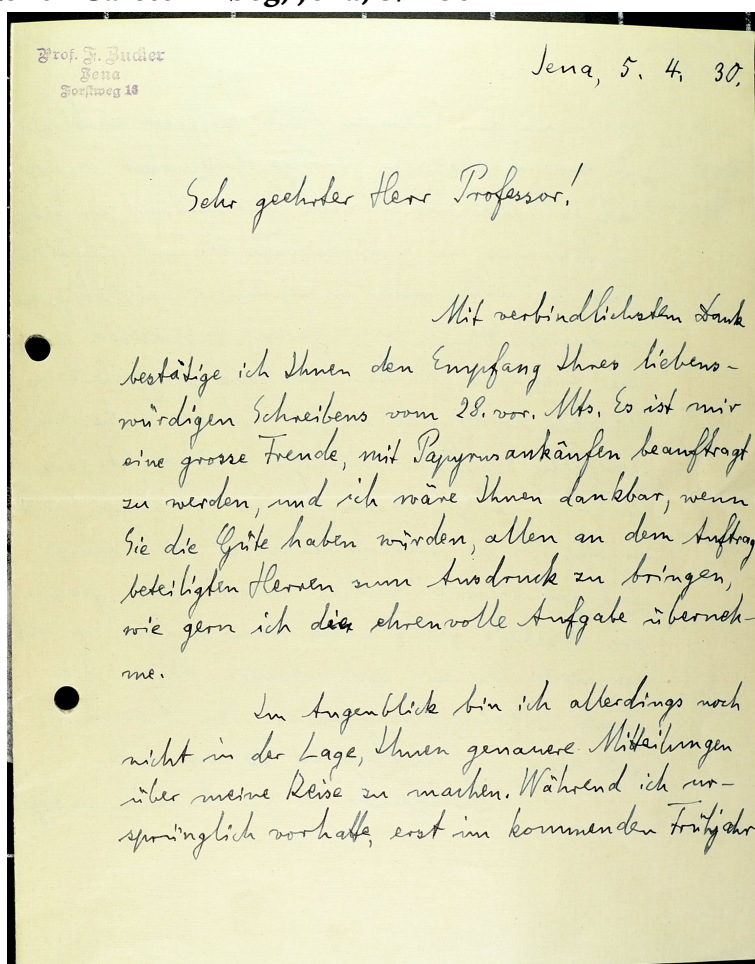 Prof. F. Zucker
Jena
Forstweg 16
Jena, 5. 4. 30.
Sehr geehrter Herr Professor!
Mit verbindlichstem Dank
bestätige ich Ihnen den Empfang Ihres liebens-
würdigen Schreibens vom 28. vor. Mts. Es ist mir
eine grosse Freude, mit Papyrusankäufen beauftragt
zu werden, und ich wäre Ihnen dankbar, wenn
Sie die Güte haben würden, allen an dem Auftrag
beteiligten Herren zum Ausdruck zu bringen,
wie gern ich die ehrenvolle Aufgabe überneh-
me.
Im Augenblick bin ich allerdings noch
nicht in der Lage, Ihnen genauere Mitteilungen
über meine Reise zu machen. Während ich ur-
sprünglich vorhatte, erst im kommenden Frühjahr